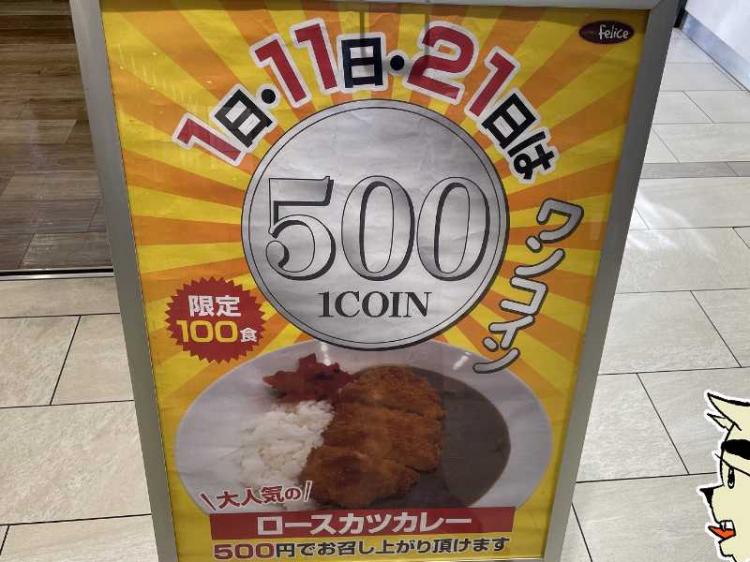 felice
1日・11日・21日は
ワンコイン
500
1COIN
限定
100食
大人気の
ロースカツカレー
500円でお召し上がり頂けます